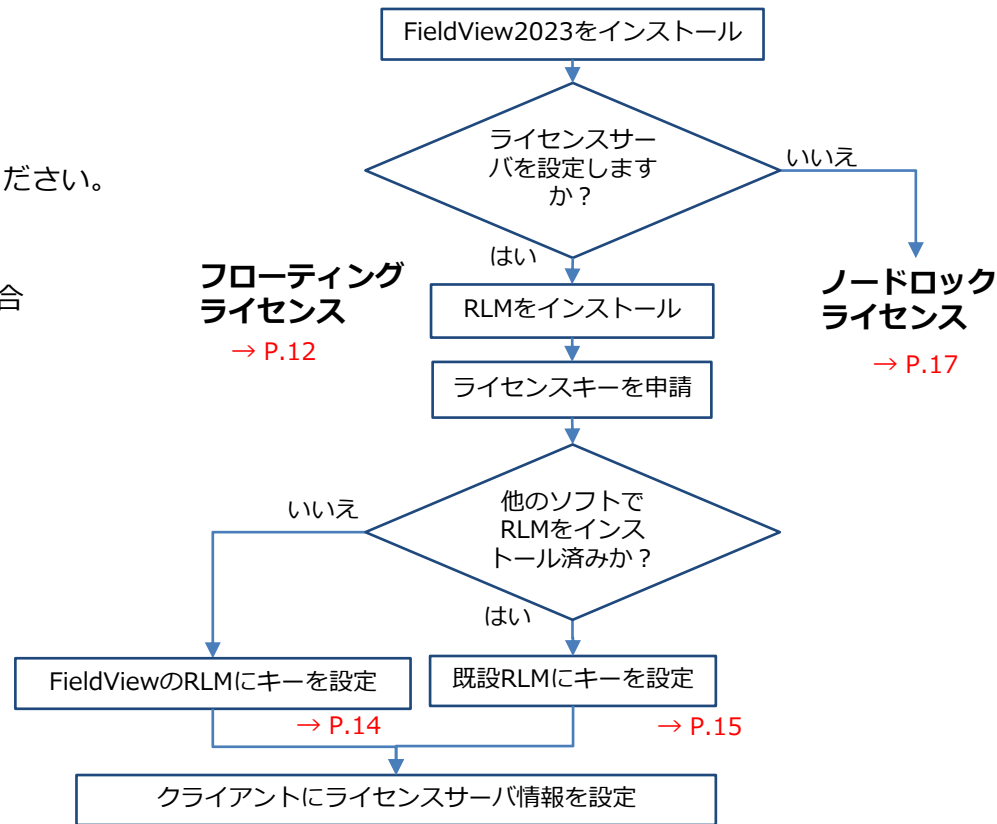 FieldView2023をインストール
ライセンスサー
バを設定します
か？
いいえ
ださい。
はい
合
フローティング
ライセンス
→ P.12
RLMをインストール
ノードロック
ライセンス
→ P.17
ライセンスキーを申請
他のソフトで
RLMをインス
トール済みか？
いいえ
はい
FieldViewのRLMにキーを設定
→ P.14
既設RLMにキーを設定
→ P.15
クライアントにライセンスサーバ情報を設定